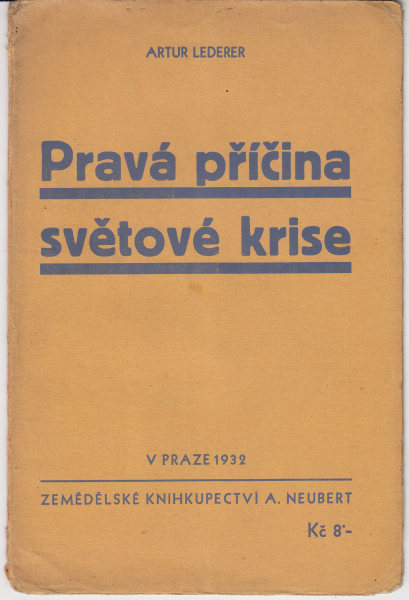 ARTUR LEDERER
Pravá příčina
světové krise
V PRAZE 1932
ZEMĚDĚLSKÉ KNIHKUPECTVÍ A. NEUBERT
Kč 8·-